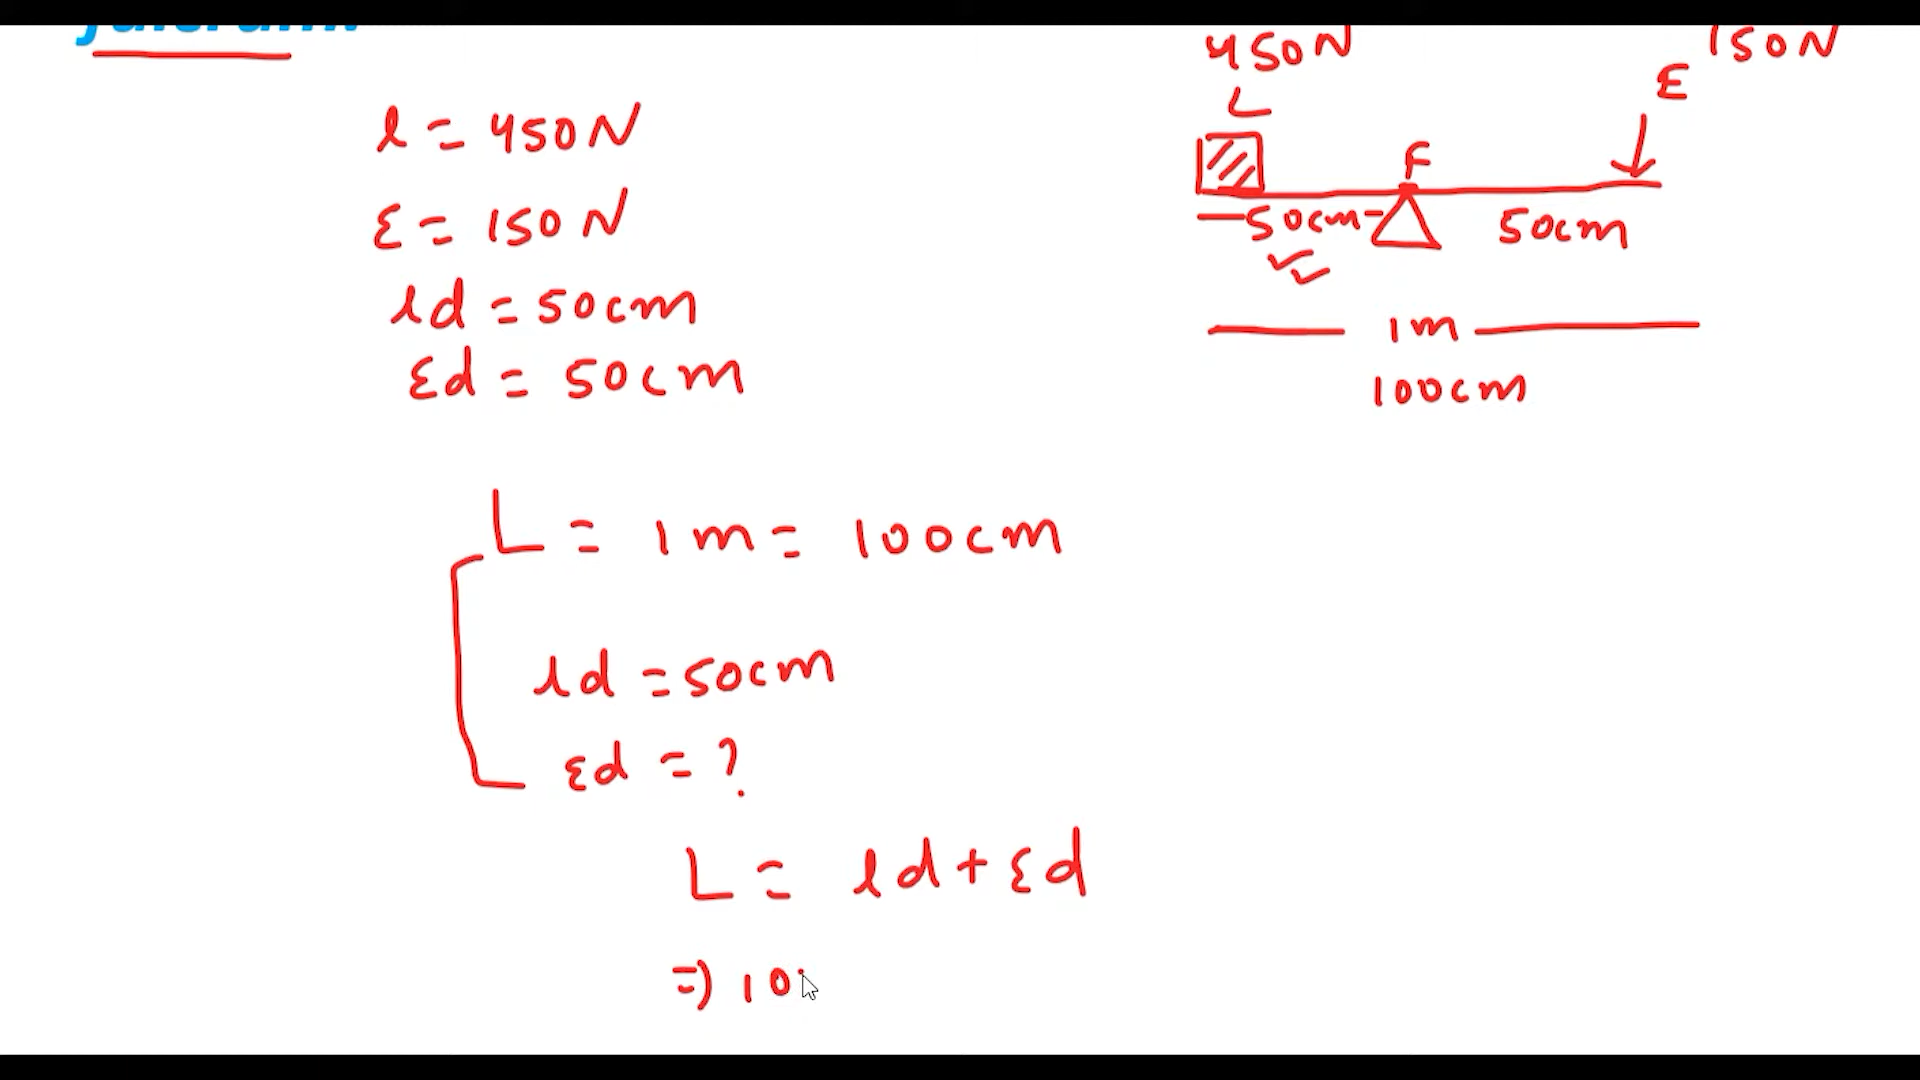 l = 450N
E = 150N
ld = 50cm
Ed = 50cm
L = 1m = 100cm
ld = 50cm
Ed = ?
L = ld + Ed
=) 10
450N
150N
L
E
F
50cm
50cm
1m
100cm